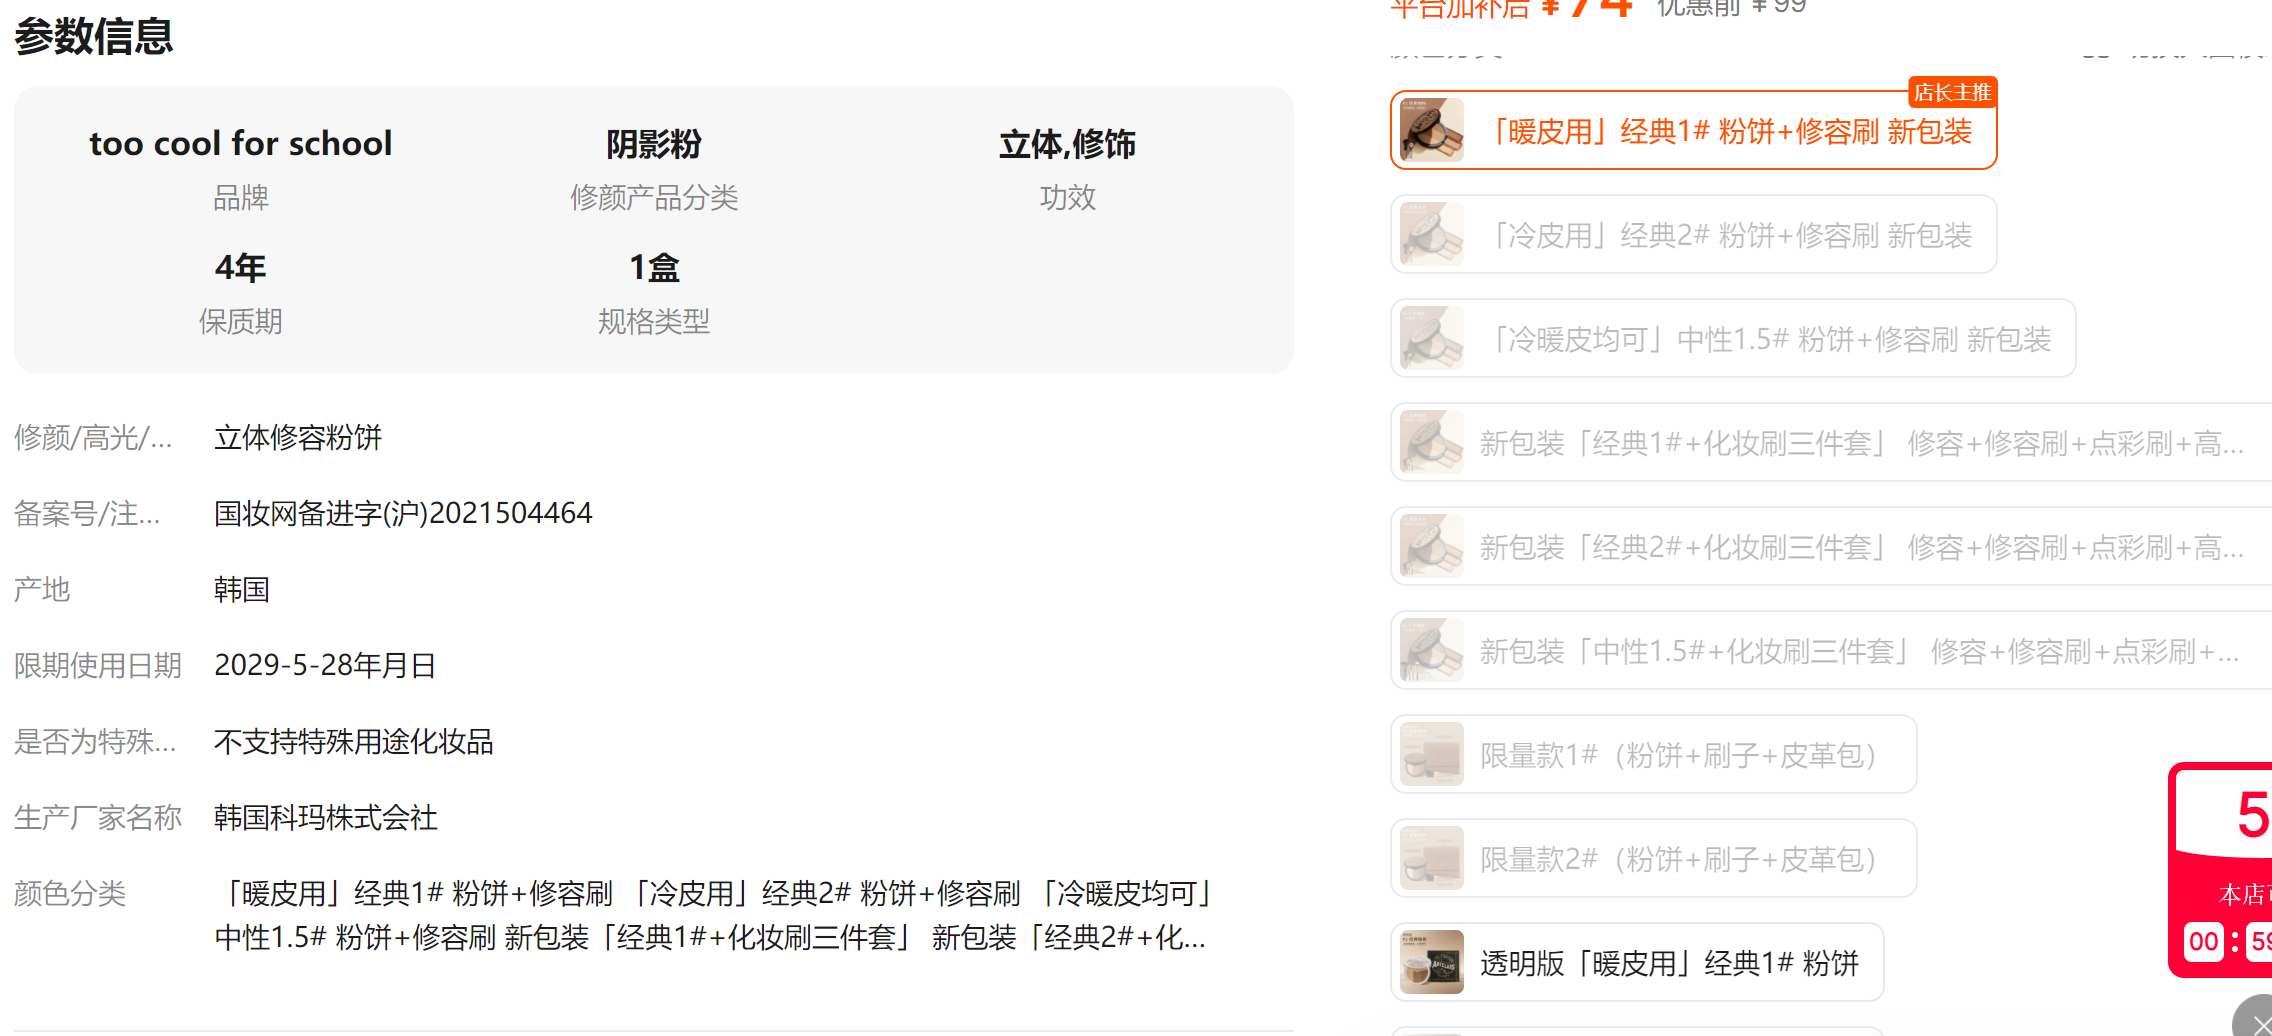 参数信息
too cool for school
品牌
阴影粉
修颜产品分类
立体,修饰
功效
4年
保质期
1盒
规格类型
修颜/高光/...
立体修容粉饼
备案号/注...
国妆网备进字(沪)2021504464
产地
韩国
限期使用日期
2029-5-28年月日
是否为特殊...
不支持特殊用途化妆品
生产厂家名称
韩国科玛株式会社
颜色分类
「暖皮用」经典1# 粉饼+修容刷 「冷皮用」经典2# 粉饼+修容刷 「冷暖皮均可」
中性1.5# 粉饼+修容刷 新包装「经典1#+化妆刷三件套」 新包装「经典2#+化...
平台加补后 ¥74 优惠前 ¥99
店长主推
「暖皮用」经典1# 粉饼+修容刷 新包装
「冷皮用」经典2# 粉饼+修容刷 新包装
「冷暖皮均可」中性1.5# 粉饼+修容刷 新包装
新包装「经典1#+化妆刷三件套」 修容+修容刷+点彩刷+高...
新包装「经典2#+化妆刷三件套」 修容+修容刷+点彩刷+高...
新包装「中性1.5#+化妆刷三件套」 修容+修容刷+点彩刷+...
限量款1#（粉饼+刷子+皮革包）
限量款2#（粉饼+刷子+皮革包）
透明版「暖皮用」经典1# 粉饼
5
本店
00 : 59